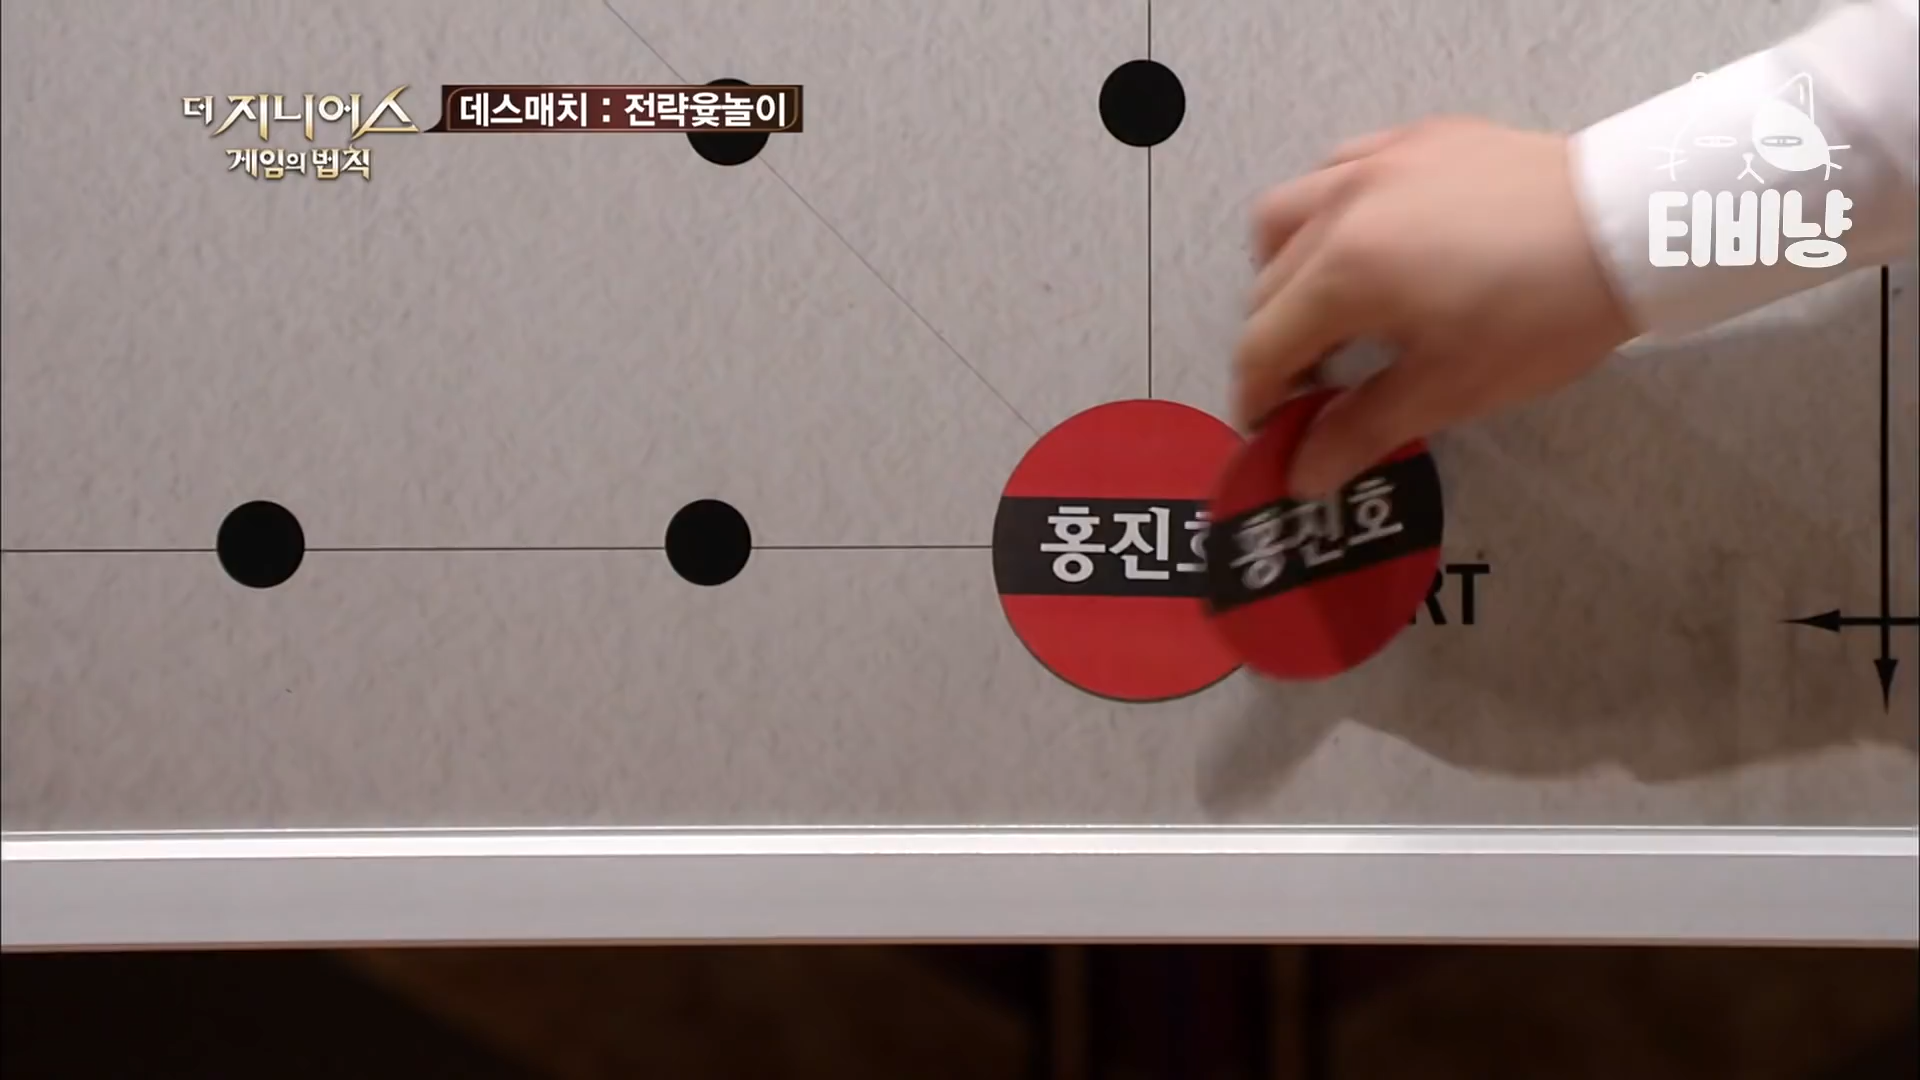 더 지니어스
게임의 법칙
데스매치 : 전략윷놀이
티비냥
홍진호
홍진호
RT